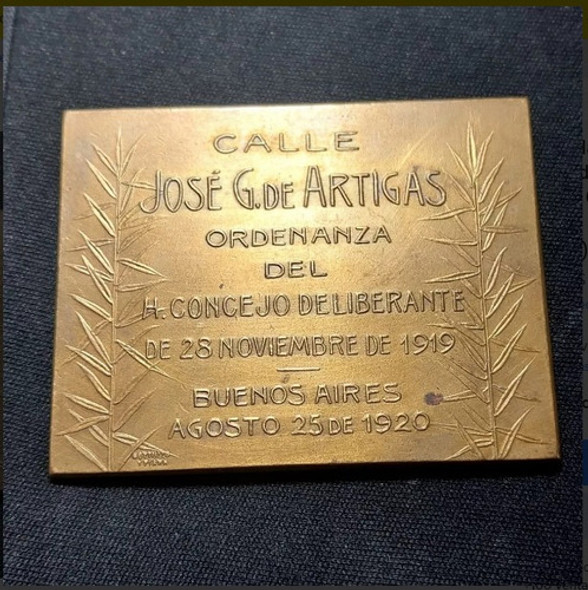 CALLE
JOSÉ G. DE ARTIGAS
ORDENANZA
DEL
H. CONCEJO DELIBERANTE
DE 28 NOVIEMBRE DE 1919
BUENOS AIRES
AGOSTO 25 DE 1920